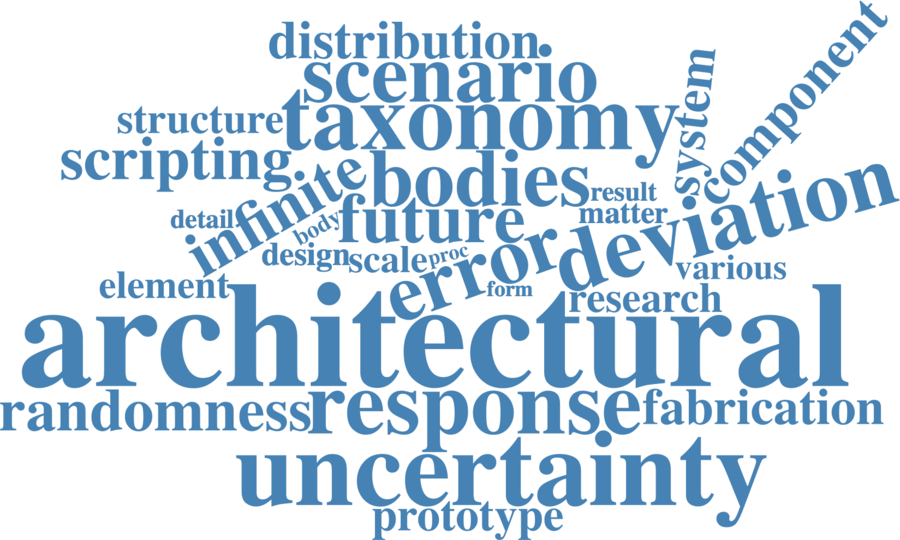 distribution
scenario
taxonomy
system
component
structure
scripting
infinite
bodies
deviation
result
matter
detail
body
future
design
scale
proc
error
various
element
form
research
architectural
randomness
response
fabrication
uncertainty
prototype